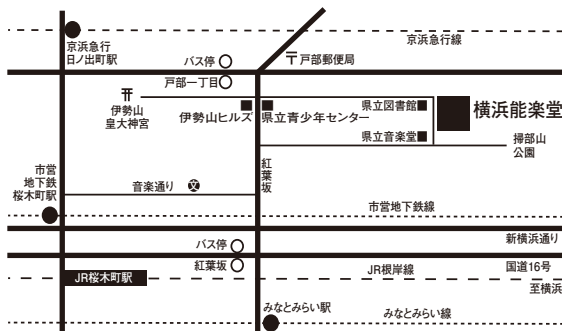 京浜急行線
京浜急行
日ノ出町駅
バス停
戸部郵便局
戸部一丁目
伊勢山
皇大神宮
伊勢山ヒルズ
県立青少年センター
県立図書館
横浜能楽堂
県立音楽堂
掃部山
公園
紅葉坂
市営
地下鉄
桜木町駅
音楽通り
文
市営地下鉄線
新横浜通り
バス停
紅葉坂
国道16号
JR根岸線
JR桜木町駅
至横浜
みなとみらい駅
みなとみらい線